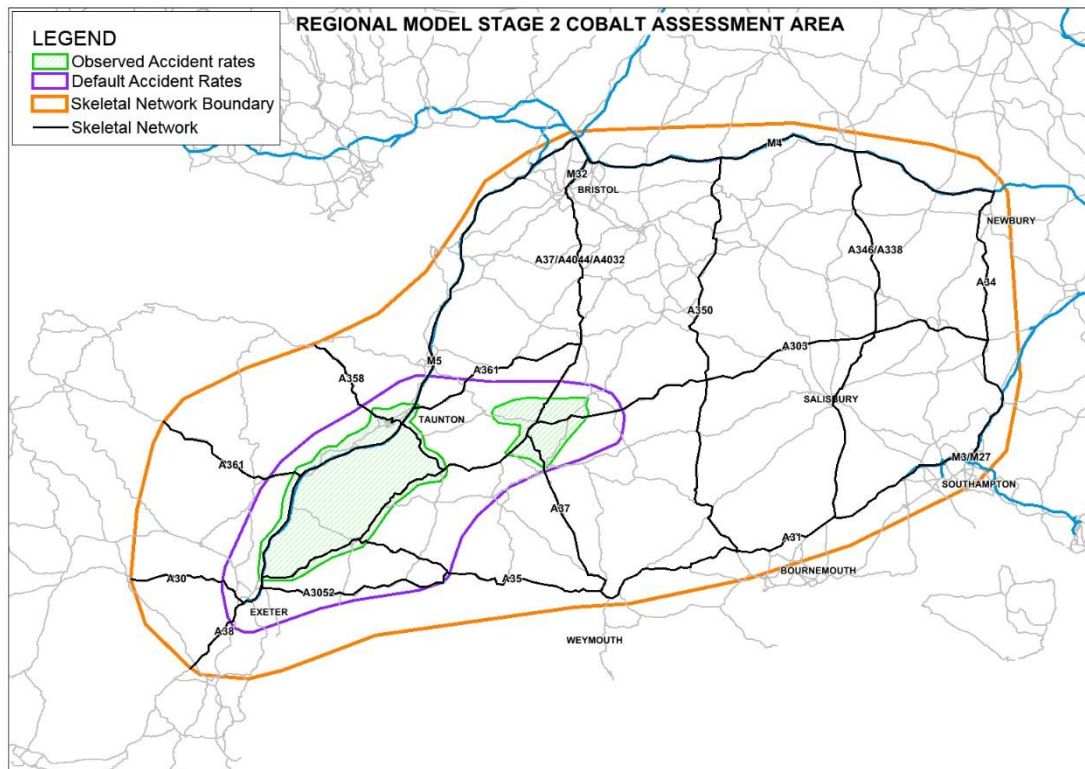 REGIONAL MODEL STAGE 2 COBALT ASSESSMENT AREA
LEGEND
Observed Accident rates
Default Accident Rates
Skeletal Network Boundary
Skeletal Network
M4
M32
BRISTOL
NEWBURY
A37/A4044/A4032
A346/A338
A34
A350
A303
M5
A361
A358
SALISBURY
TAUNTON
A361
M3/M27
SOUTHAMPTON
A37
A31
BOURNEMOUTH
A30
A35
A3052
EXETER
A38
WEYMOUTH